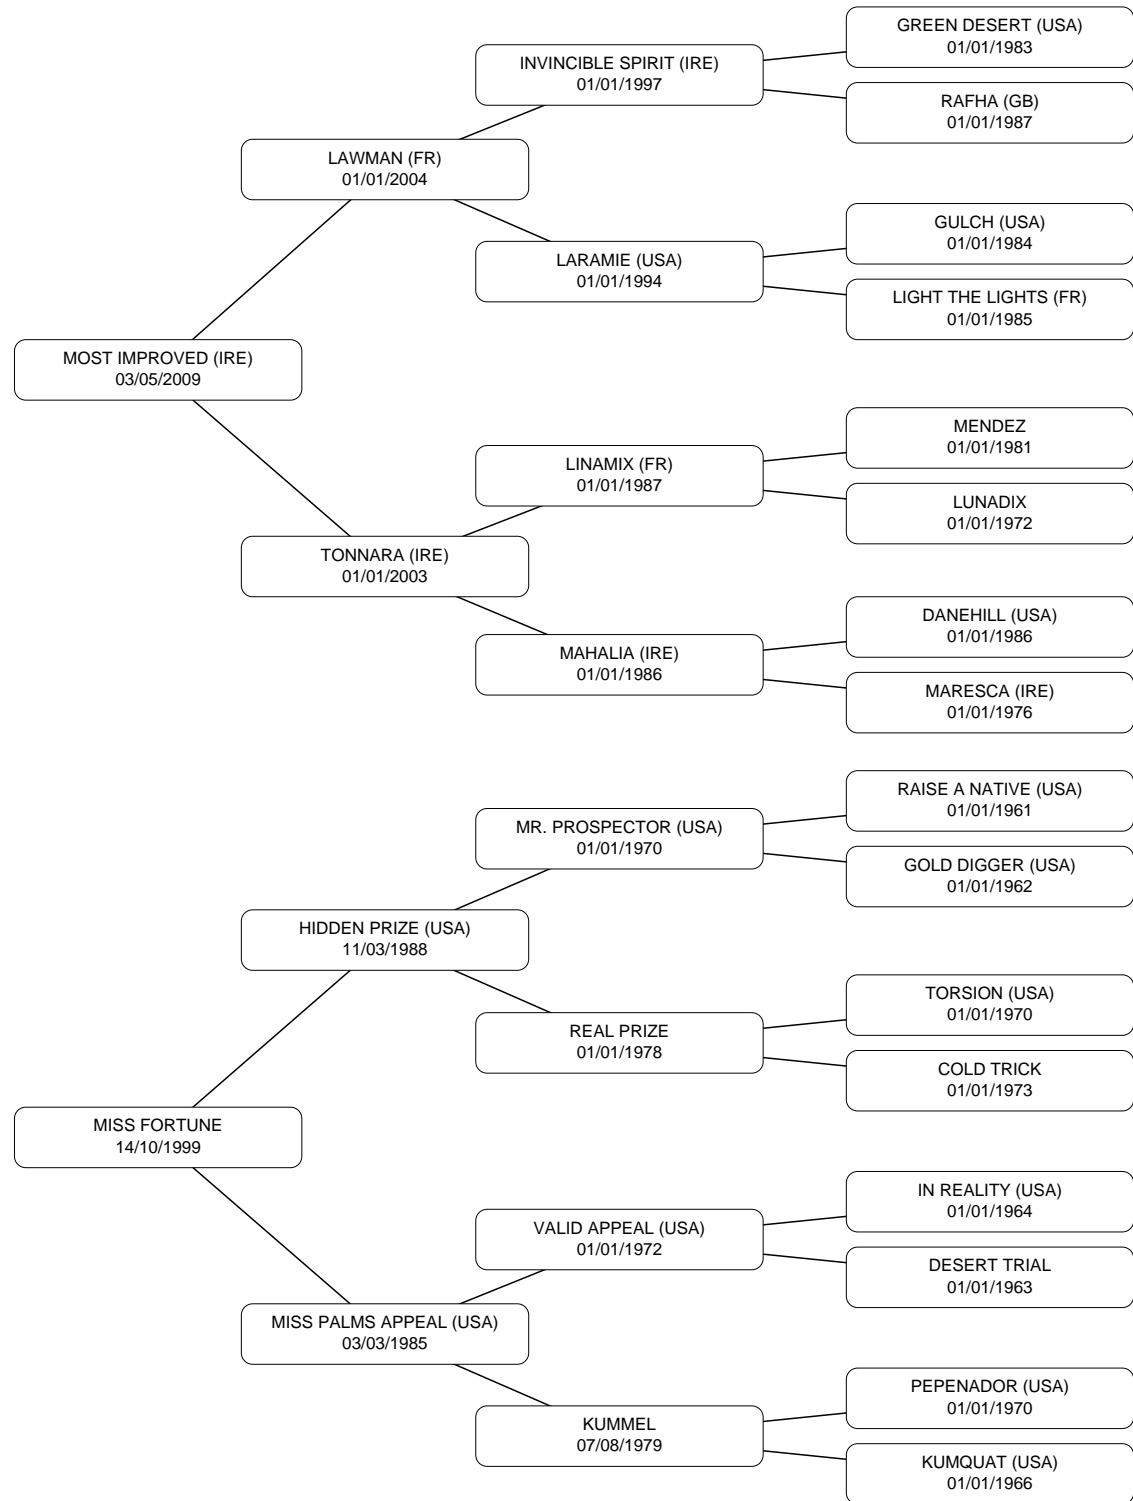 GREEN DESERT (USA)
01/01/1983
INVINCIBLE SPIRIT (IRE)
01/01/1997
RAFHA (GB)
01/01/1987
LAWMAN (FR)
01/01/2004
GULCH (USA)
01/01/1984
LARAMIE (USA)
01/01/1994
LIGHT THE LIGHTS (FR)
01/01/1985
MOST IMPROVED (IRE)
03/05/2009
MENDEZ
01/01/1981
LINAMIX (FR)
01/01/1987
LUNADIX
01/01/1972
TONNARA (IRE)
01/01/2003
DANEHILL (USA)
01/01/1986
MAHALIA (IRE)
01/01/1986
MARESCA (IRE)
01/01/1976
RAISE A NATIVE (USA)
01/01/1961
MR. PROSPECTOR (USA)
01/01/1970
GOLD DIGGER (USA)
01/01/1962
HIDDEN PRIZE (USA)
11/03/1988
TORSION (USA)
01/01/1970
REAL PRIZE
01/01/1978
COLD TRICK
01/01/1973
MISS FORTUNE
14/10/1999
IN REALITY (USA)
01/01/1964
VALID APPEAL (USA)
01/01/1972
DESERT TRIAL
01/01/1963
MISS PALMS APPEAL (USA)
03/03/1985
PEPENADOR (USA)
01/01/1970
KUMMEL
07/08/1979
KUMQUAT (USA)
01/01/1966